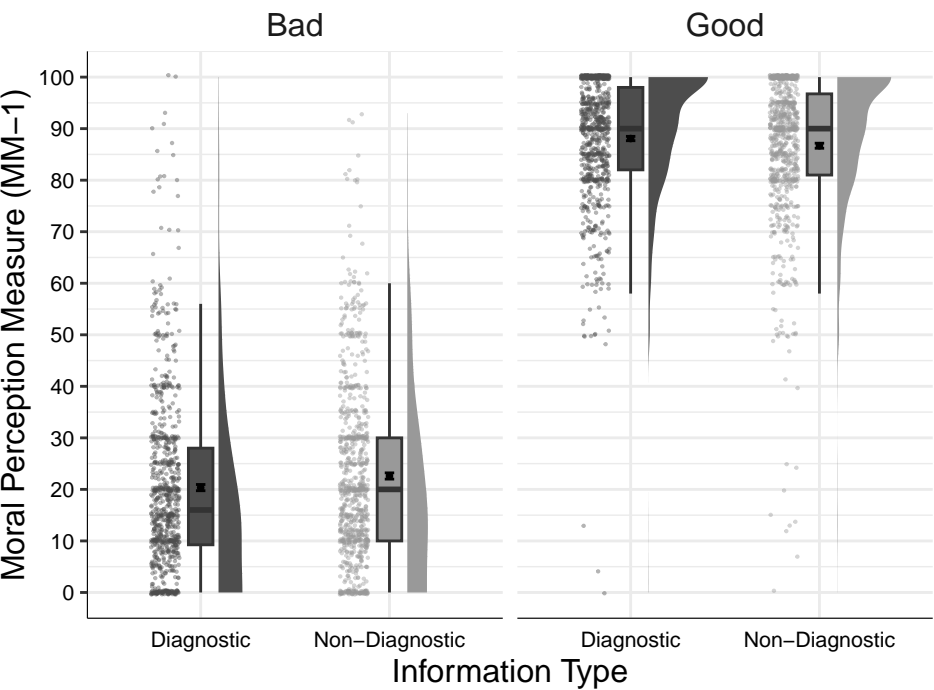 Bad
Good
Moral Perception Measure (MM−1)
100
90
80
70
60
50
40
30
20
10
0
Diagnostic
Non−Diagnostic
Diagnostic
Non−Diagnostic
Information Type